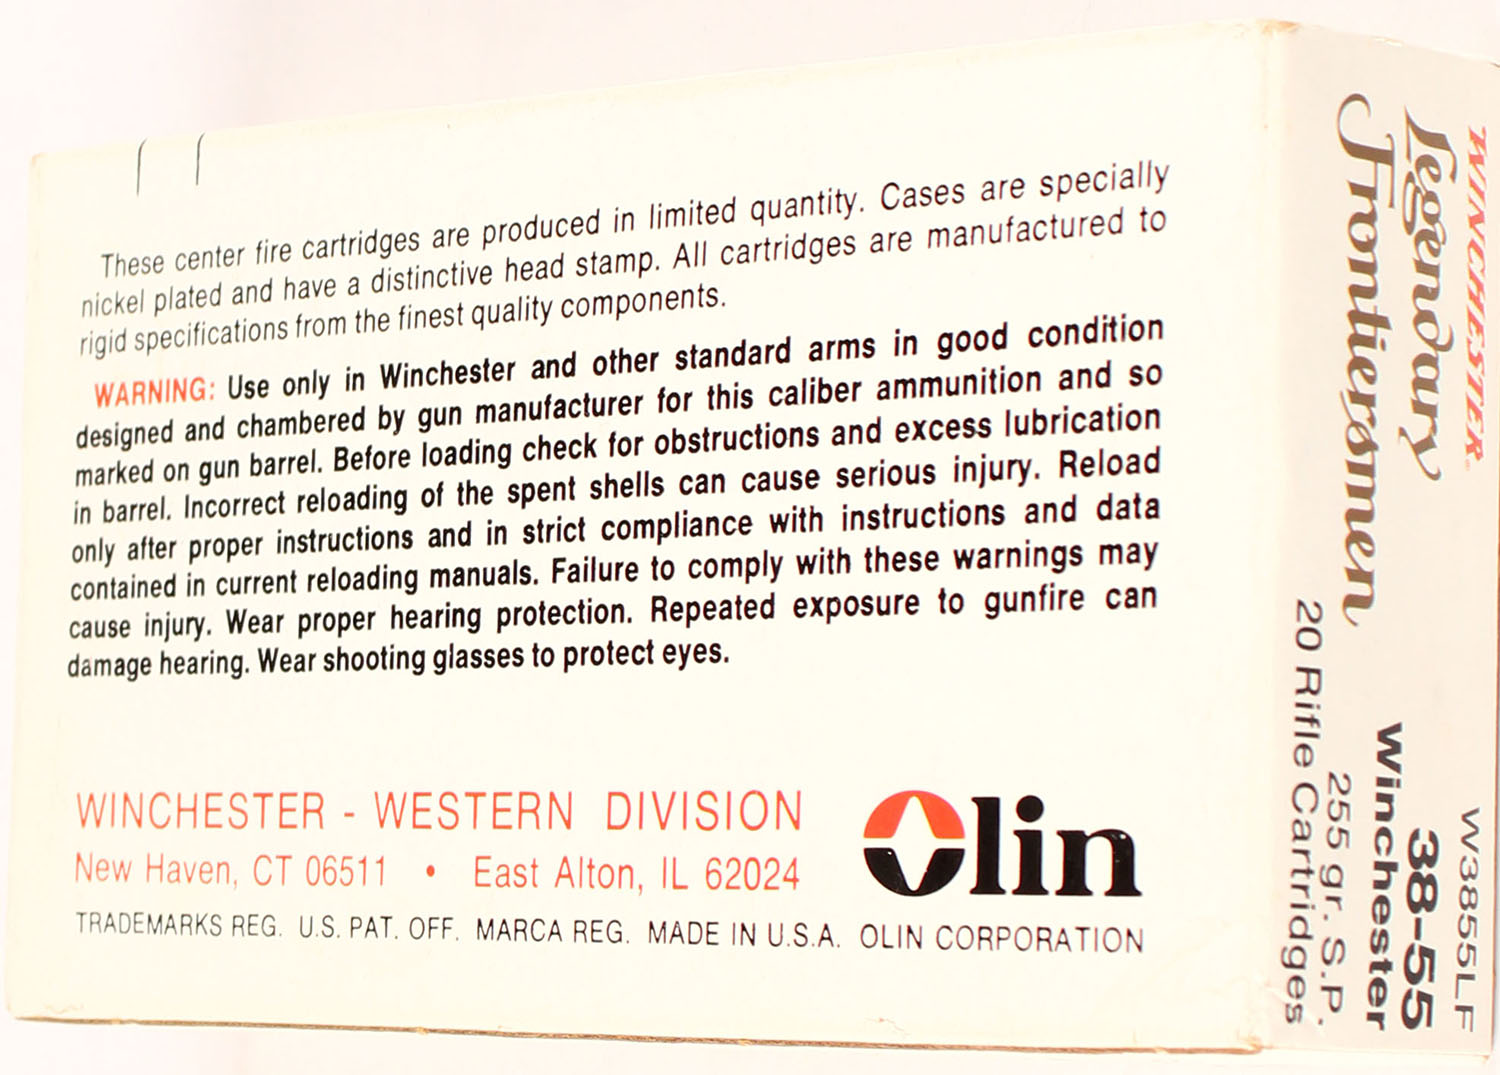 These center fire cartridges are produced in limited quantity. Cases are specially
nickel plated and have a distinctive head stamp. All cartridges are manufactured to
rigid specifications from the finest quality components.
WARNING: Use only in Winchester and other standard arms in good condition
designed and chambered by gun manufacturer for this caliber ammunition and so
marked on gun barrel. Before loading check for obstructions and excess lubrication
in barrel. Incorrect reloading of the spent shells can cause serious injury. Reload
only after proper instructions and in strict compliance with instructions and data
contained in current reloading manuals. Failure to comply with these warnings may
cause injury. Wear proper hearing protection. Repeated exposure to gunfire can
damage hearing. Wear shooting glasses to protect eyes.
WINCHESTER - WESTERN DIVISION
New Haven, CT 06511 • East Alton, IL 62024
Olin
TRADEMARKS REG. U.S. PAT. OFF. MARCA REG. MADE IN U.S.A. OLIN CORPORATION
WINCHESTER®
Legendary
Frontiersmen
W3855LF
38-55
Winchester
255 gr. S.P.
20 Rifle Cartridges